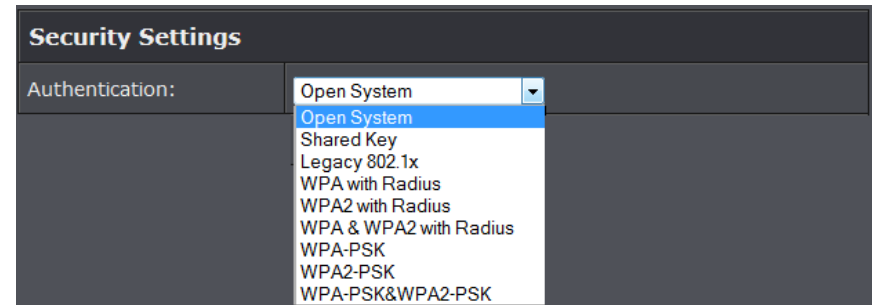 Security Settings
Authentication:
Open System
Open System
Shared Key
Legacy 802.1x
WPA with Radius
WPA2 with Radius
WPA & WPA2 with Radius
WPA-PSK
WPA2-PSK
WPA-PSK&WPA2-PSK